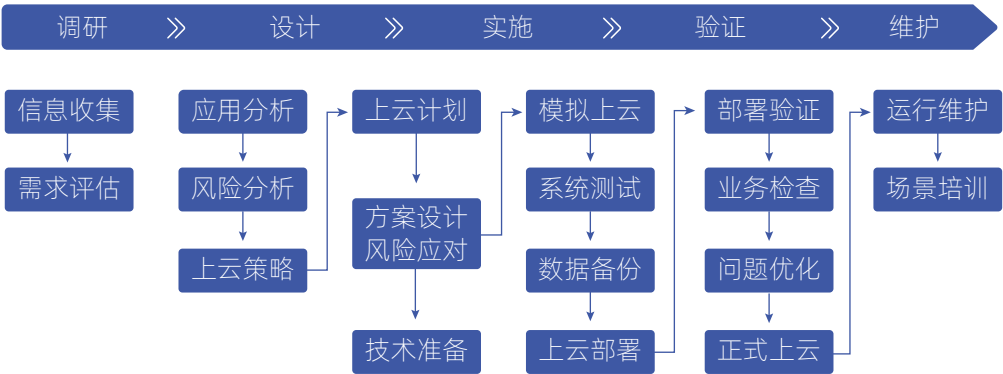 调研
设计
实施
验证
维护
信息收集
需求评估
应用分析
风险分析
上云策略
上云计划
方案设计
风险应对
技术准备
模拟上云
系统测试
数据备份
上云部署
部署验证
业务检查
问题优化
正式上云
运行维护
场景培训